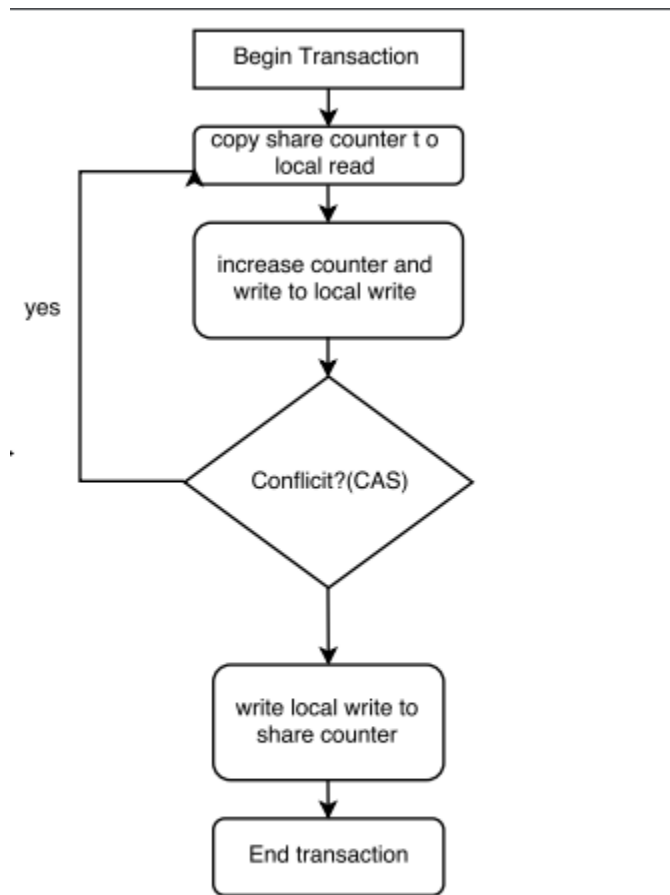 Begin Transaction
copy share counter t o
local read
increase counter and
write to local write
yes
Conflicit?(CAS)
write local write to
share counter
End transaction